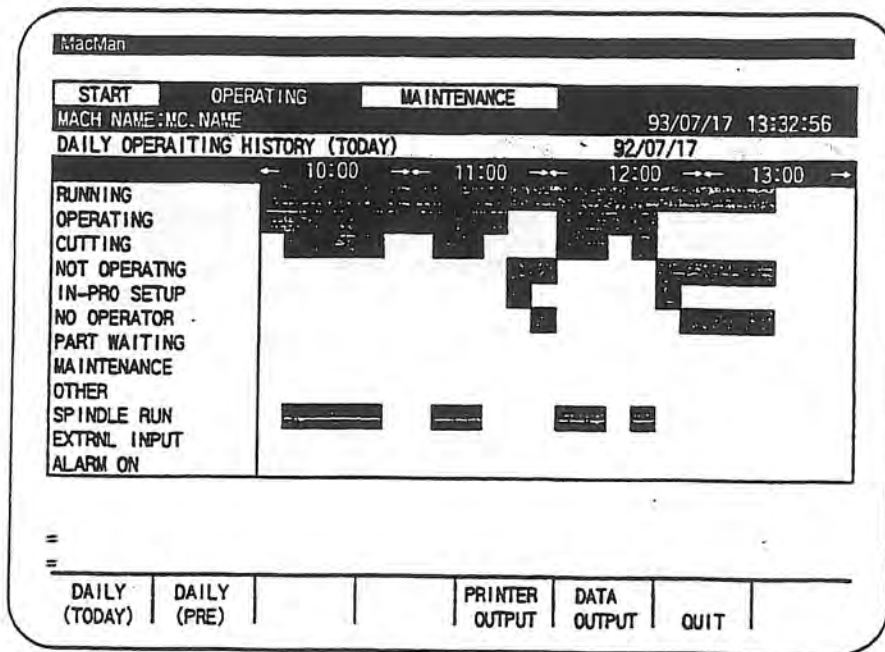 MacMan
START OPERATING MAINTENANCE
MACH NAME:MC.NAME 93/07/17 13:32:56
DAILY OPERAITING HISTORY (TODAY) 92/07/17
← 10:00 →← 11:00 →← 12:00 →← 13:00 →
RUNNING
OPERATING
CUTTING
NOT OPERATNG
IN-PRO SETUP
NO OPERATOR
PART WAITING
MAINTENANCE
OTHER
SPINDLE RUN
EXTRNL INPUT
ALARM ON
=
=
DAILY DAILY PRINTER DATA
(TODAY) (PRE) OUTPUT OUTPUT QUIT